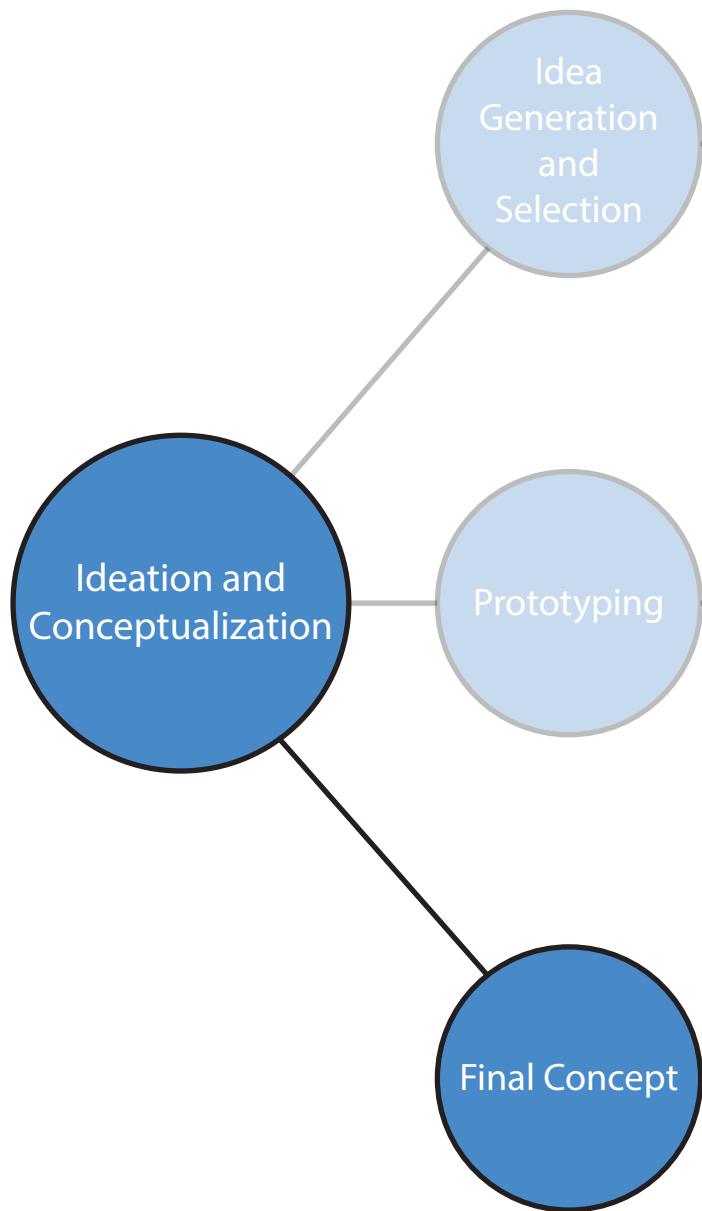 Idea
Generation
and
Selection
Ideation and
Conceptualization
Prototyping
Final Concept